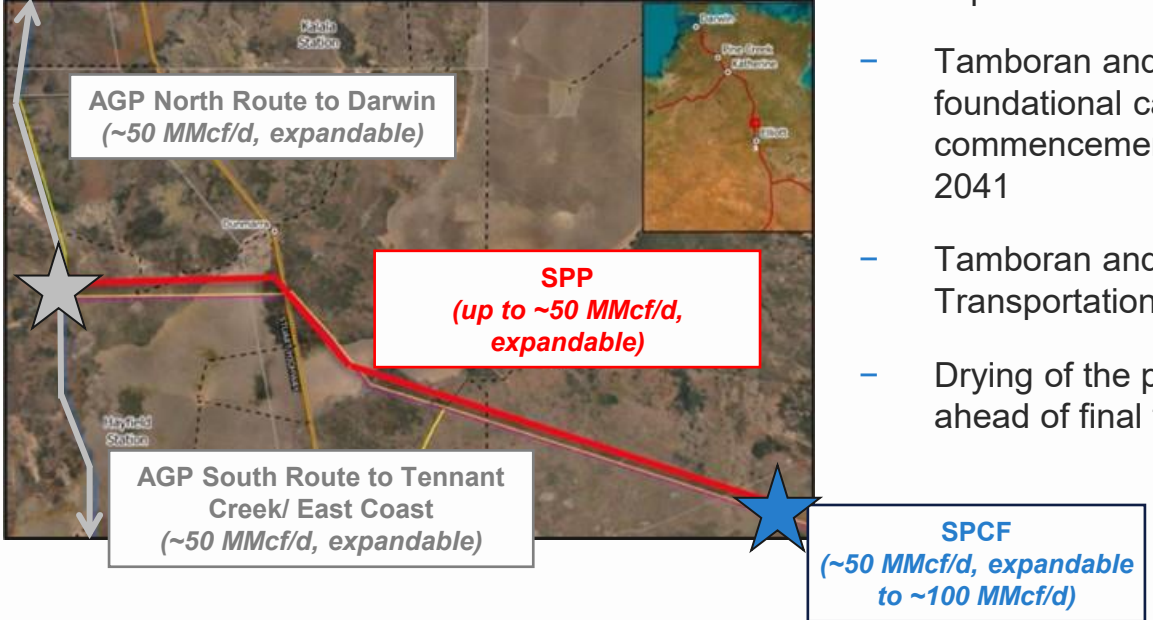 Kalala
Station
Darwin
Pine Creek
Katherine
Elliott
AGP North Route to Darwin
(~50 MMcf/d, expandable)
Dunmarra
SPP
(up to ~50 MMcf/d,
expandable)
Hayfield
Station
AGP South Route to Tennant
Creek/ East Coast
(~50 MMcf/d, expandable)
SPCF
(~50 MMcf/d, expandable
to ~100 MMcf/d)
– Tamboran and
foundational ca
commenceme
2041
– Tamboran and
Transportation
– Drying of the p
ahead of final